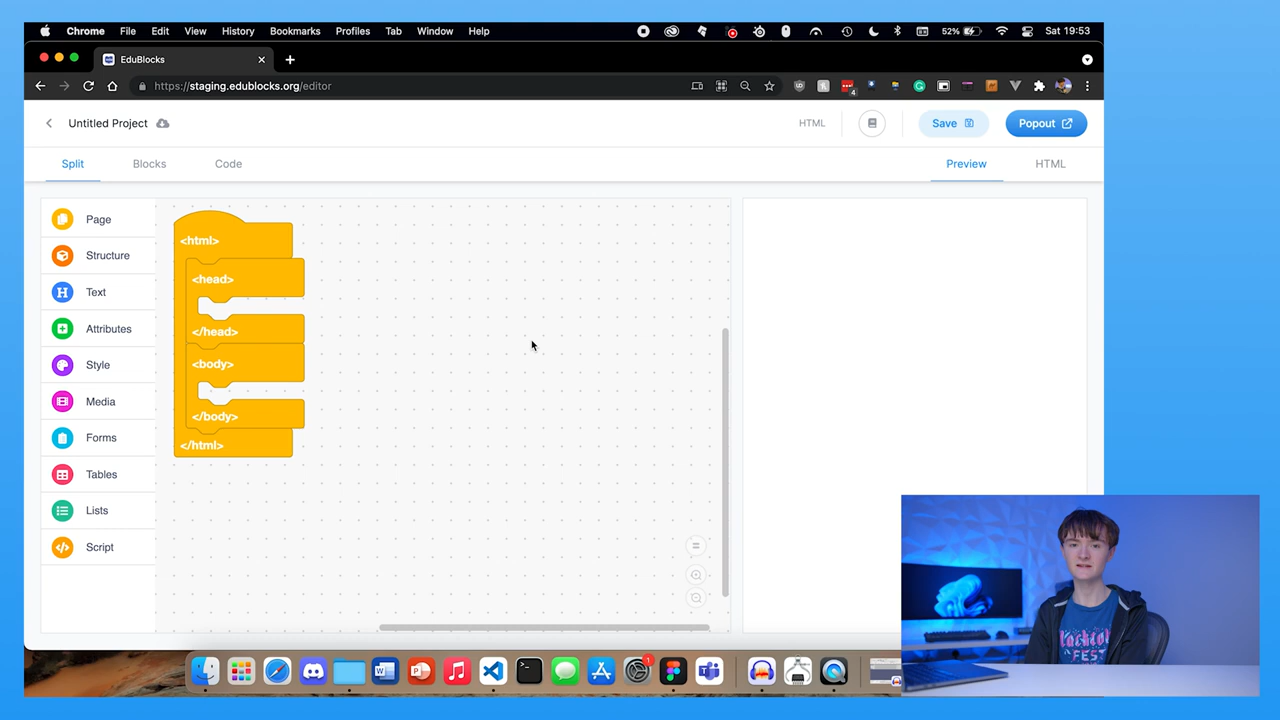 Chrome File Edit View History Bookmarks Profiles Tab Window Help 52% Sat 19:53
EduBlocks
https://staging.edublocks.org/editor
4
Untitled Project HTML Save Popout
Split Blocks Code Preview HTML
Page
Structure
Text
Attributes
Style
Media
Forms
Tables
Lists
Script
<html>
<head>
</head>
<body>
</body>
</html>
1